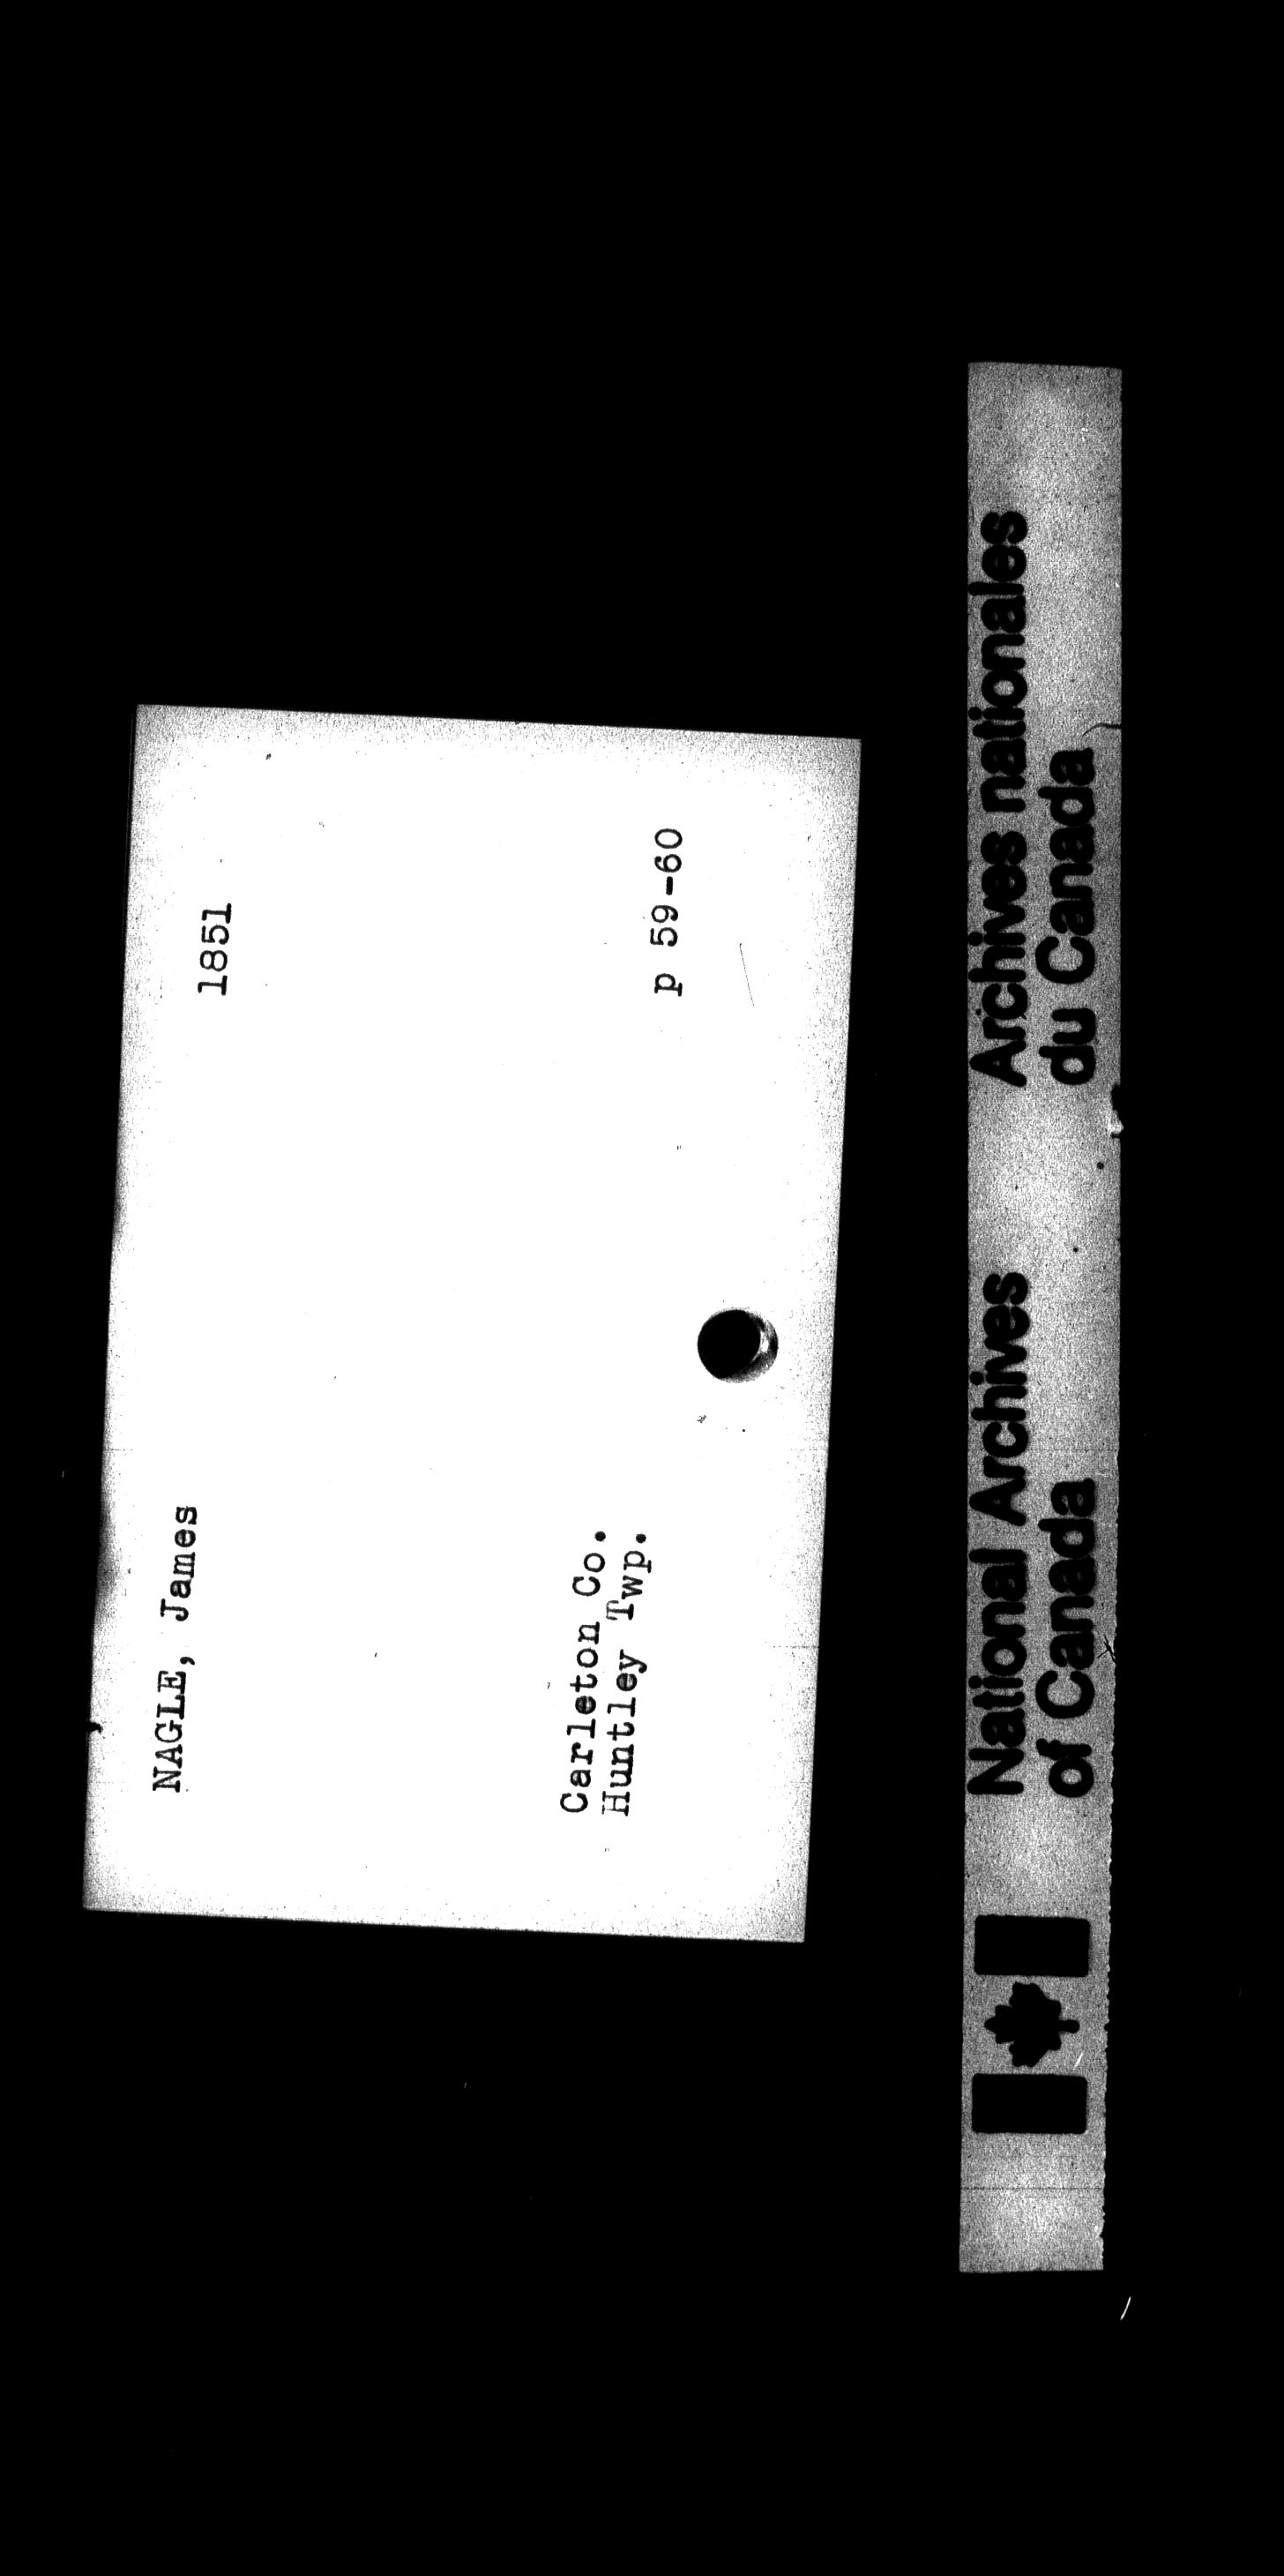 NAGLE, James
1851
Carleton Co.
Huntley Twp.
p 59-60
National Archives
of Canada
Archives nationales
du Canada